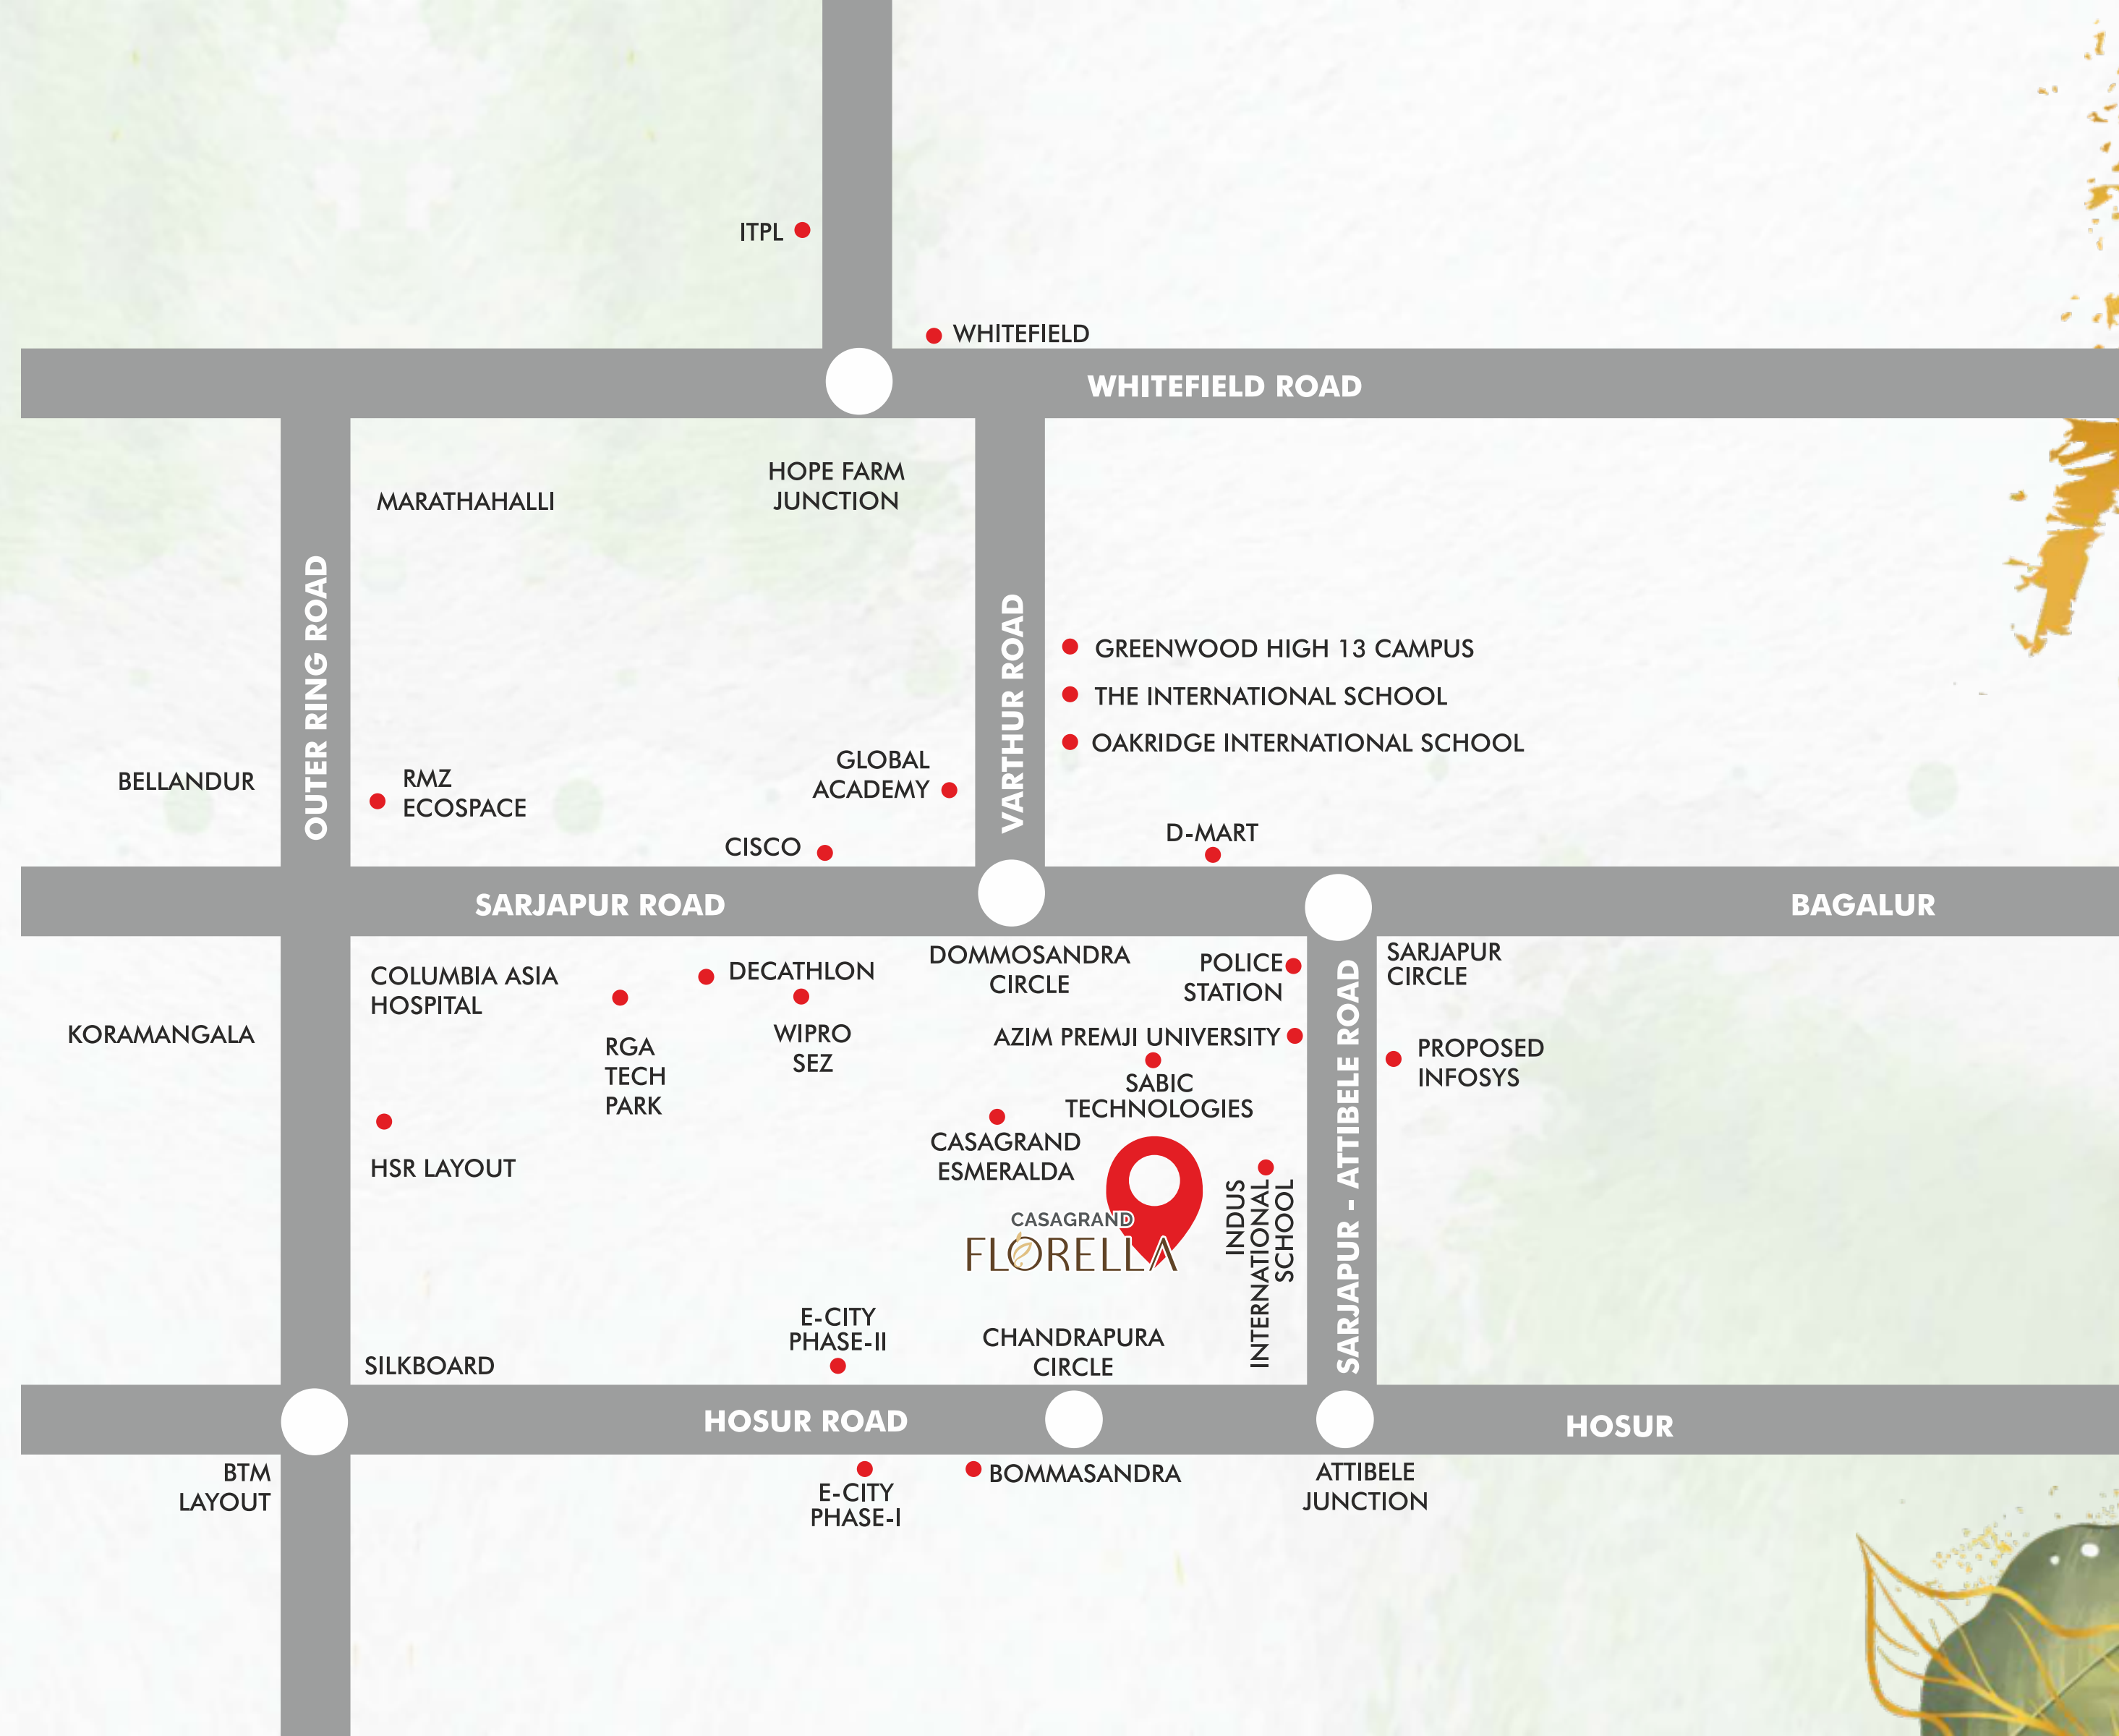 ITPL
WHITEFIELD
WHITEFIELD ROAD
HOPE FARM
JUNCTION
MARATHAHALLI
OUTER RING ROAD
VARTHUR ROAD
GREENWOOD HIGH 13 CAMPUS
THE INTERNATIONAL SCHOOL
OAKRIDGE INTERNATIONAL SCHOOL
BELLANDUR
RMZ
ECOSPACE
GLOBAL
ACADEMY
CISCO
D-MART
SARJAPUR ROAD
BAGALUR
COLUMBIA ASIA
HOSPITAL
DECATHLON
DOMMOSANDRA
CIRCLE
POLICE
STATION
SARJAPUR
CIRCLE
KORAMANGALA
RGA
TECH
PARK
WIPRO
SEZ
AZIM PREMJI UNIVERSITY
SARJAPUR - ATTIBELE ROAD
PROPOSED
INFOSYS
SABIC
TECHNOLOGIES
HSR LAYOUT
CASAGRAND
ESMERALDA
CASAGRAND
FLORELLA
INDUS
INTERNATIONAL
SCHOOL
E-CITY
PHASE-II
CHANDRAPURA
CIRCLE
SILKBOARD
HOSUR ROAD
HOSUR
BTM
LAYOUT
E-CITY
PHASE-I
BOMMASANDRA
ATTIBELE
JUNCTION